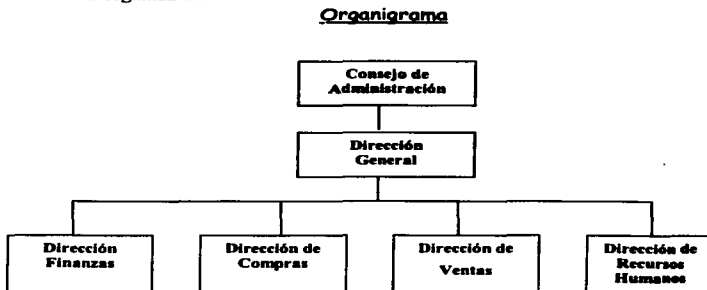 Organigrama
Consejo de
Administración
Dirección
General
Dirección
Finanzas
Dirección de
Compras
Dirección de
Ventas
Dirección de
Recursos
Humanos